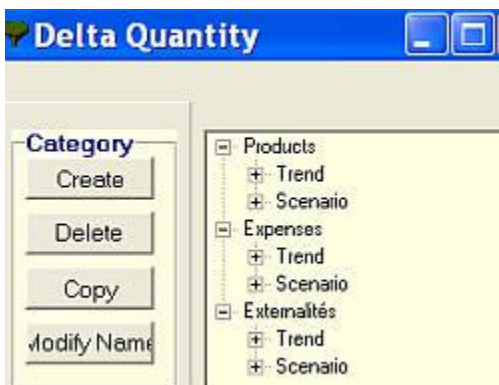 Delta Quantity
Category
Create
Delete
Copy
Modify Name
Products
Trend
Scenario
Expenses
Trend
Scenario
Externalités
Trend
Scenario